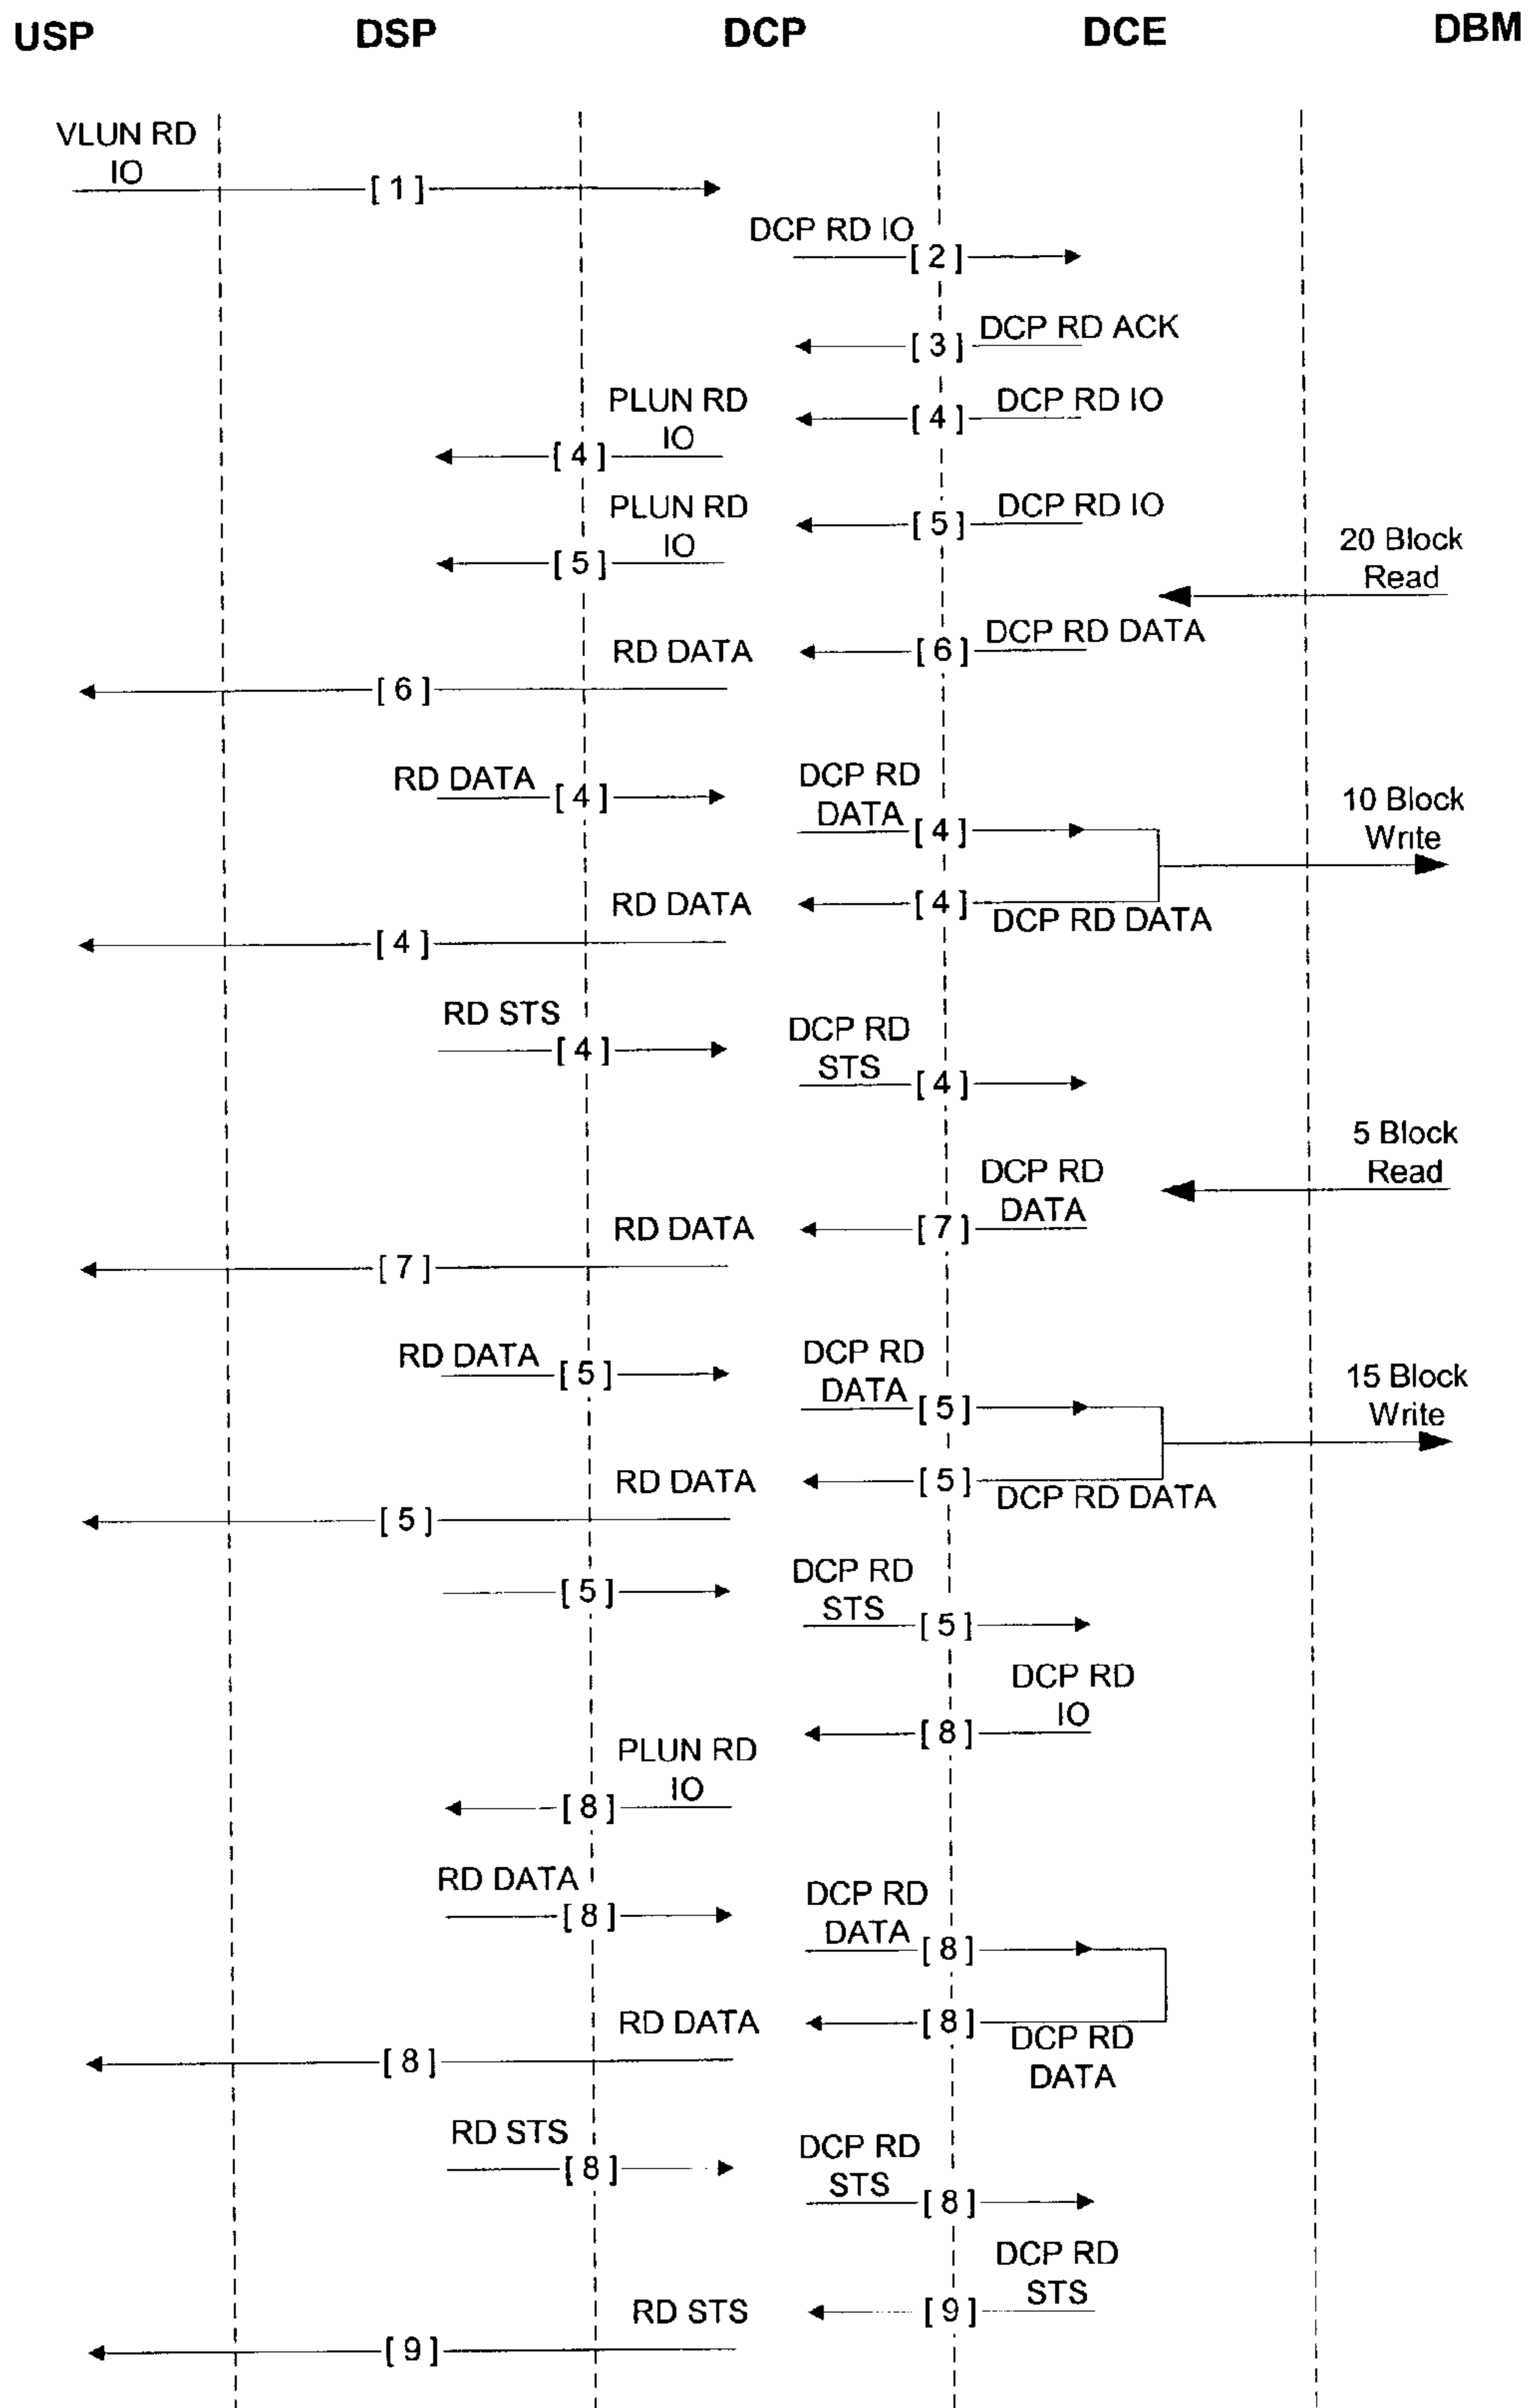 USP DSP DCP DCE DBM
VLUN RD
IO
[ 1 ]
DCP RD IO
[ 2 ]
[ 3 ] DCP RD ACK
PLUN RD
IO
[ 4 ] DCP RD IO
[ 4 ]
PLUN RD
IO
[ 5 ] DCP RD IO
[ 5 ]
20 Block
Read
RD DATA [ 6 ] DCP RD DATA
[ 6 ]
RD DATA [ 4 ]
DCP RD
DATA [ 4 ]
10 Block
Write
RD DATA [ 4 ] DCP RD DATA
[ 4 ]
RD STS
[ 4 ]
DCP RD
STS
[ 4 ]
5 Block
Read
DCP RD
DATA
RD DATA [ 7 ]
[ 7 ]
RD DATA [ 5 ]
DCP RD
DATA [ 5 ]
15 Block
Write
RD DATA [ 5 ] DCP RD DATA
[ 5 ]
[ 5 ]
DCP RD
STS [ 5 ]
DCP RD
IO
[ 8 ]
PLUN RD
IO
[ 8 ]
RD DATA
[ 8 ]
DCP RD
DATA [ 8 ]
RD DATA [ 8 ] DCP RD
DATA
[ 8 ]
RD STS
[ 8 ]
DCP RD
STS
[ 8 ]
DCP RD
STS
RD STS [ 9 ]
[ 9 ]